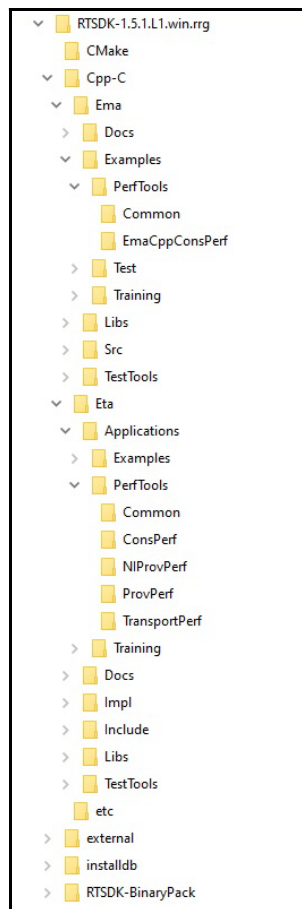 RTSDK-1.5.1.L1.win.rrg
CMake
Cpp-C
Ema
Docs
Examples
PerfTools
Common
EmaCppConsPerf
Test
Training
Libs
Src
TestTools
Eta
Applications
Examples
PerfTools
Common
ConsPerf
NIProvPerf
ProvPerf
TransportPerf
Training
Docs
Impl
Include
Libs
TestTools
etc
external
installdb
RTSDK-BinaryPack